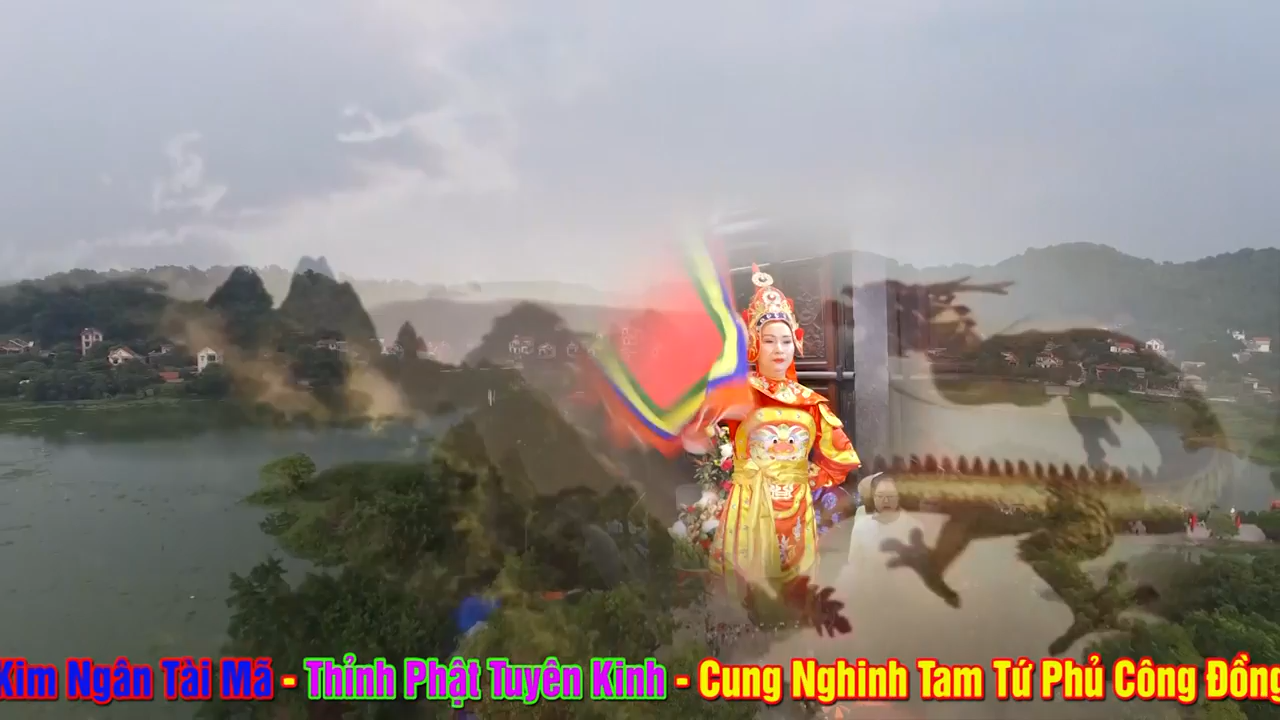 Kim Ngân Tài Mã - Thỉnh Phật Tuyên Kinh - Cung Nghinh Tam Tứ Phủ Công Đồng